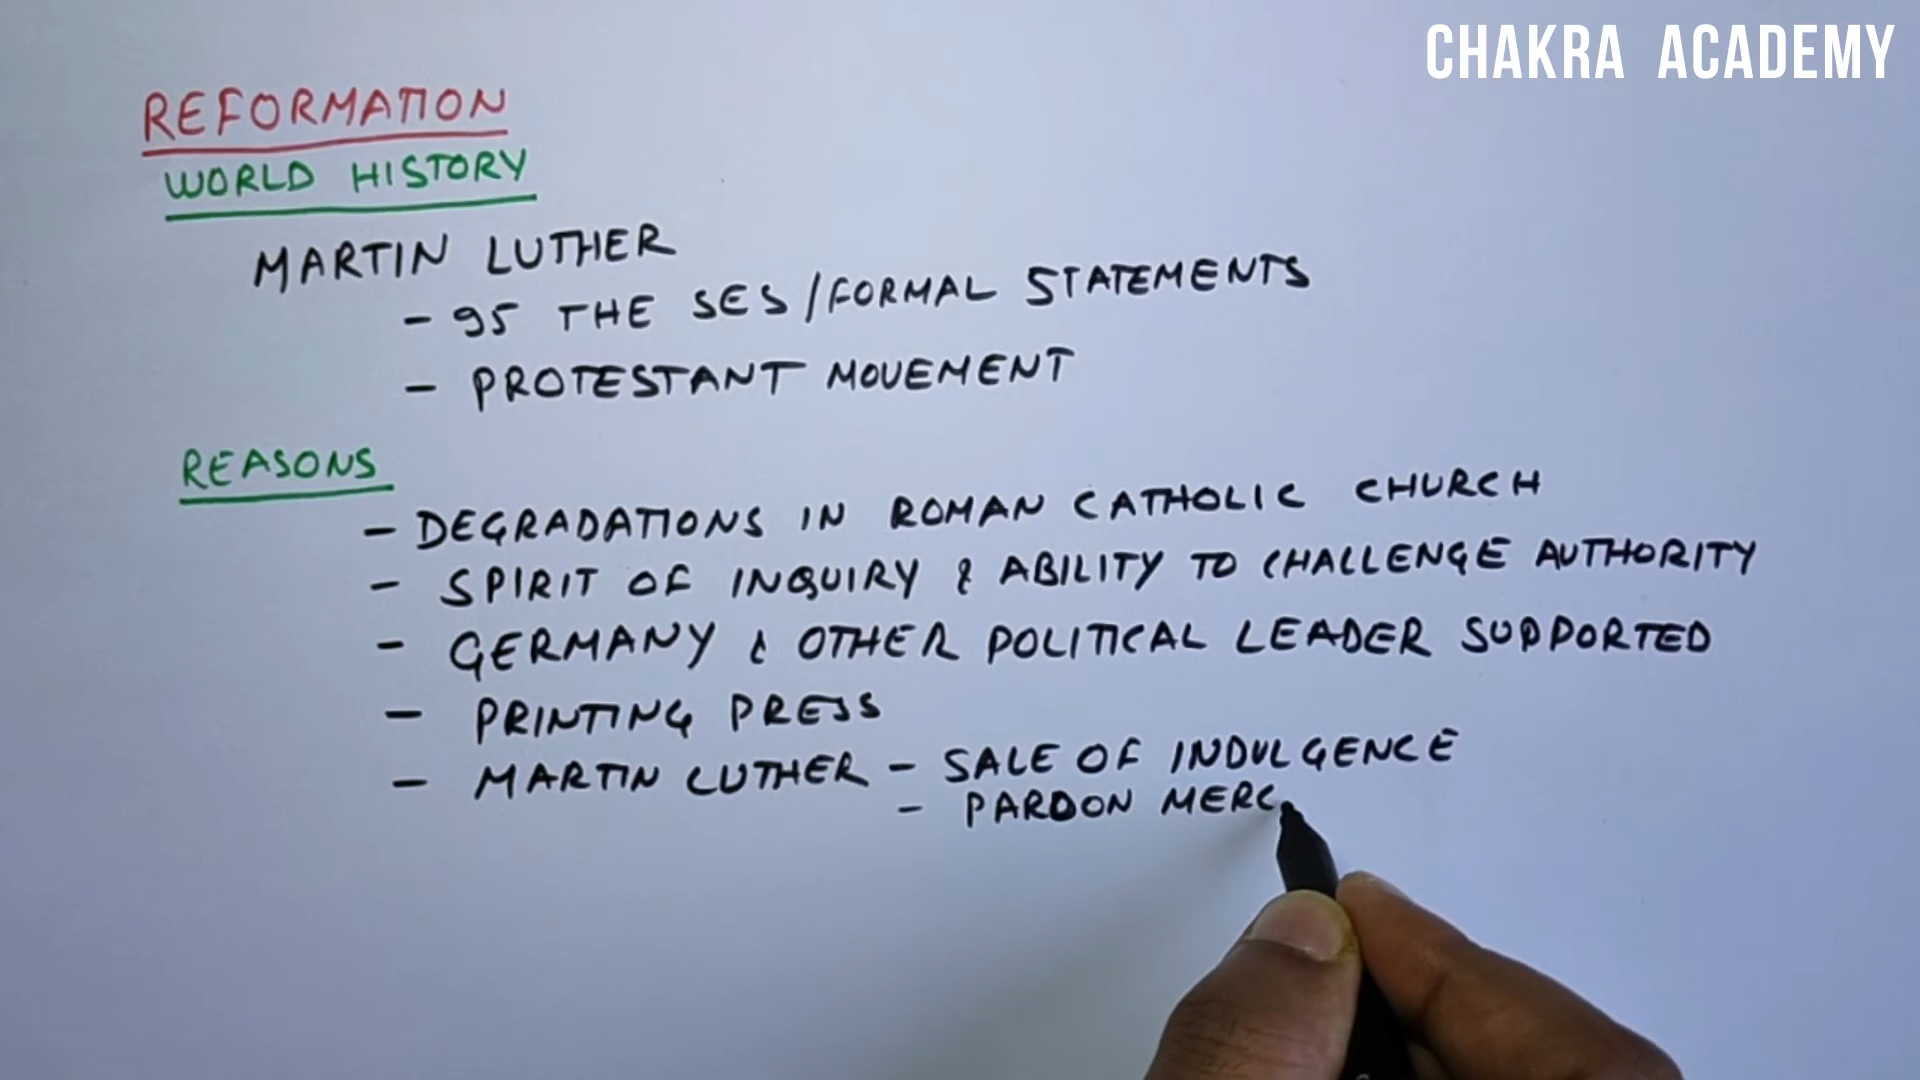 CHAKRA ACADEMY
REFORMATION
WORLD HISTORY
MARTIN LUTHER
- 95 THE SES/FORMAL STATEMENTS
- PROTESTANT MOVEMENT
REASONS
- DEGRADATIONS IN ROMAN CATHOLIC CHURCH
- SPIRIT OF INQUIRY & ABILITY TO CHALLENGE AUTHORITY
- GERMANY & OTHER POLITICAL LEADER SUPPORTED
- PRINTING PRESS
- MARTIN LUTHER - SALE OF INDULGENCE
- PARDON MERC